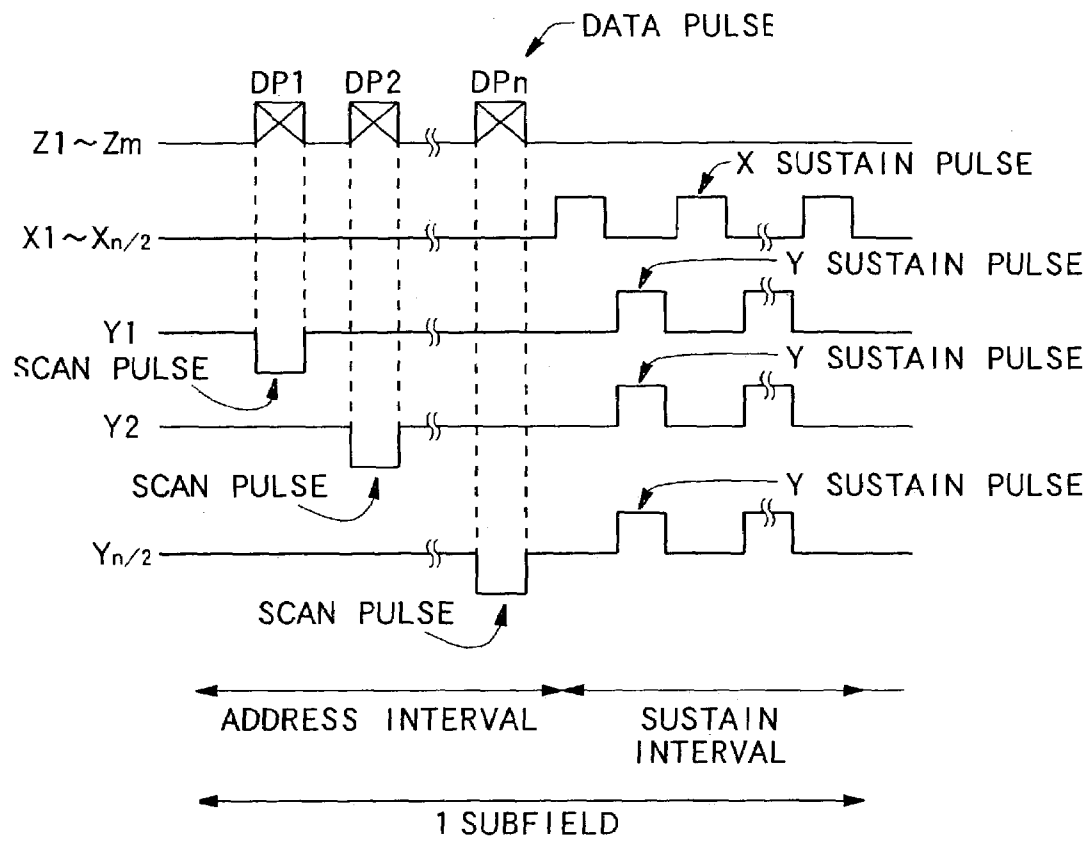 DATA PULSE
DP1 DP2 DPn
Z1~Zm
X SUSTAIN PULSE
X1~Xn/2
Y SUSTAIN PULSE
Y1
SCAN PULSE
Y SUSTAIN PULSE
Y2
SCAN PULSE
Y SUSTAIN PULSE
Yn/2
SCAN PULSE
ADDRESS INTERVAL
SUSTAIN
INTERVAL
1 SUBFIELD